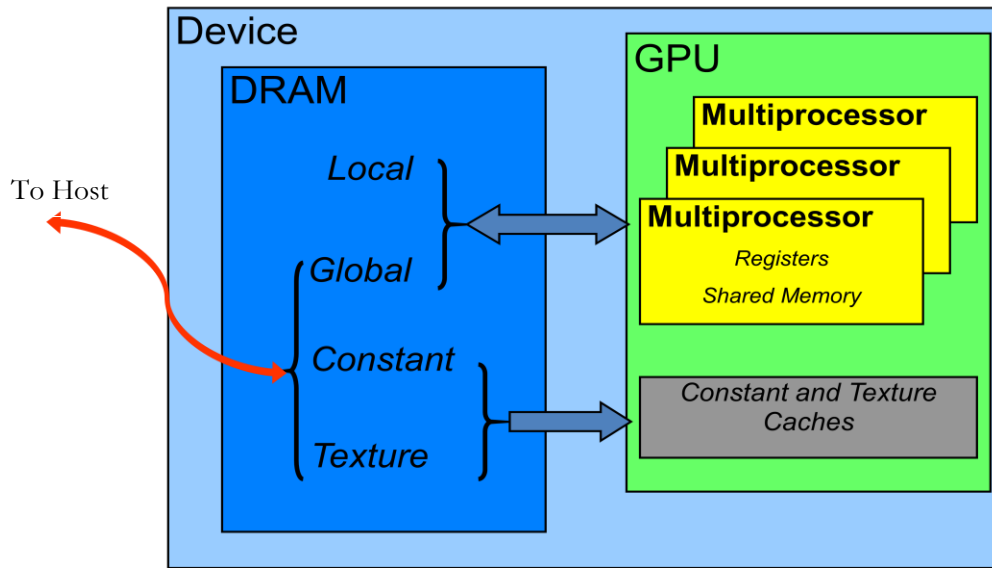 Device
GPU
DRAM
Multiprocessor
Multiprocessor
Multiprocessor
Registers
Shared Memory
Local
To Host
Global
Constant
Texture
Constant and Texture
Caches